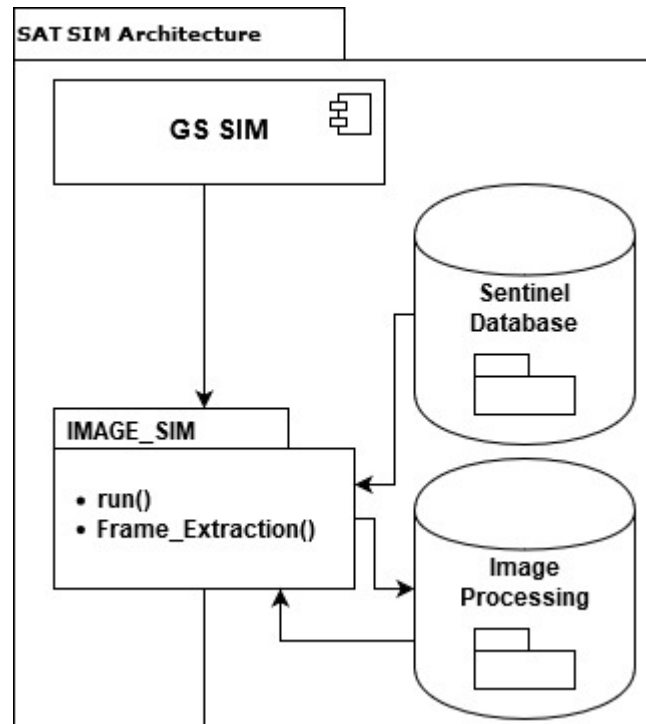 SAT SIM Architecture
GS SIM
Sentinel
Database
IMAGE_SIM
• run()
• Frame_Extraction()
Image
Processing